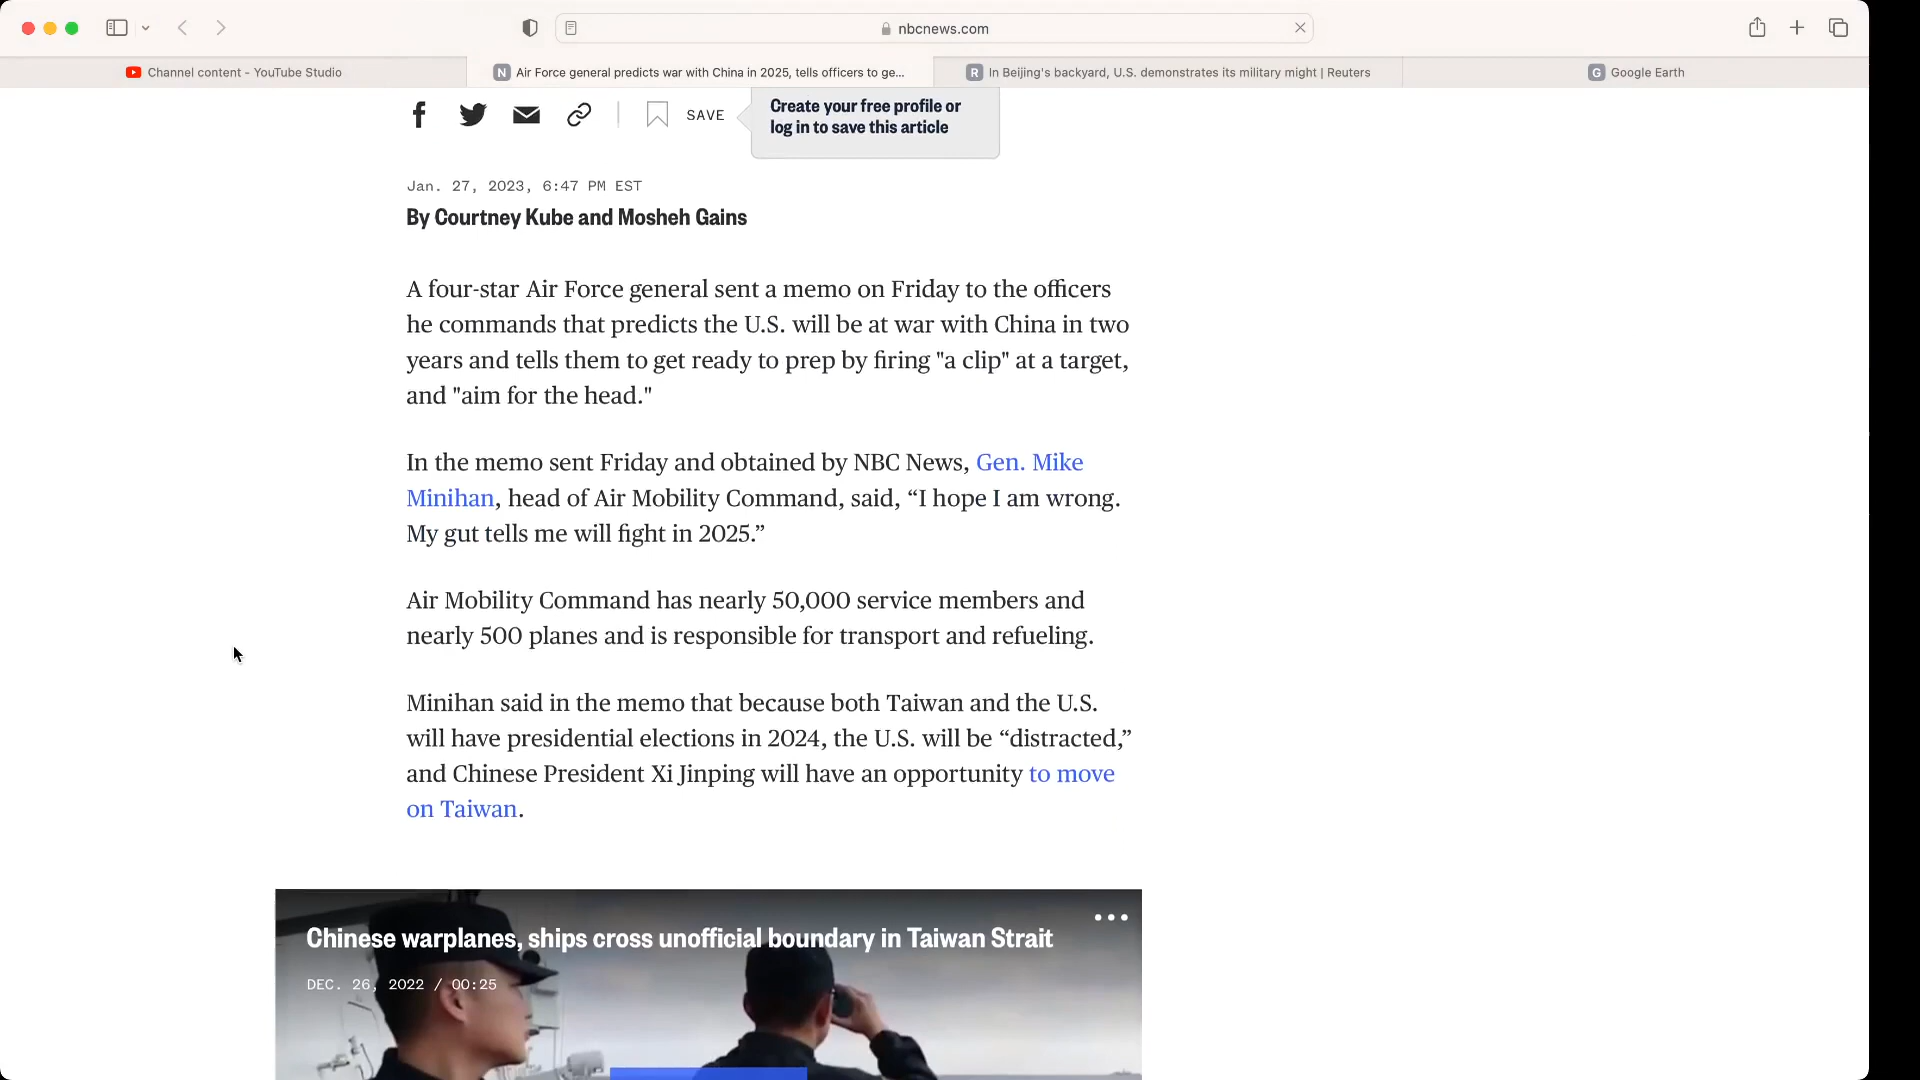 nbcnews.com
Channel content - YouTube Studio
N Air Force general predicts war with China in 2025, tells officers to ge...
R In Beijing's backyard, U.S. demonstrates its military might | Reuters
G Google Earth
SAVE
Create your free profile or
log in to save this article
Jan. 27, 2023, 6:47 PM EST
By Courtney Kube and Mosheh Gains
A four-star Air Force general sent a memo on Friday to the officers
he commands that predicts the U.S. will be at war with China in two
years and tells them to get ready to prep by firing "a clip" at a target,
and "aim for the head."
In the memo sent Friday and obtained by NBC News, Gen. Mike
Minihan, head of Air Mobility Command, said, “I hope I am wrong.
My gut tells me will fight in 2025.”
Air Mobility Command has nearly 50,000 service members and
nearly 500 planes and is responsible for transport and refueling.
Minihan said in the memo that because both Taiwan and the U.S.
will have presidential elections in 2024, the U.S. will be “distracted,”
and Chinese President Xi Jinping will have an opportunity to move
on Taiwan.
Chinese warplanes, ships cross unofficial boundary in Taiwan Strait
DEC. 26, 2022 / 00:25